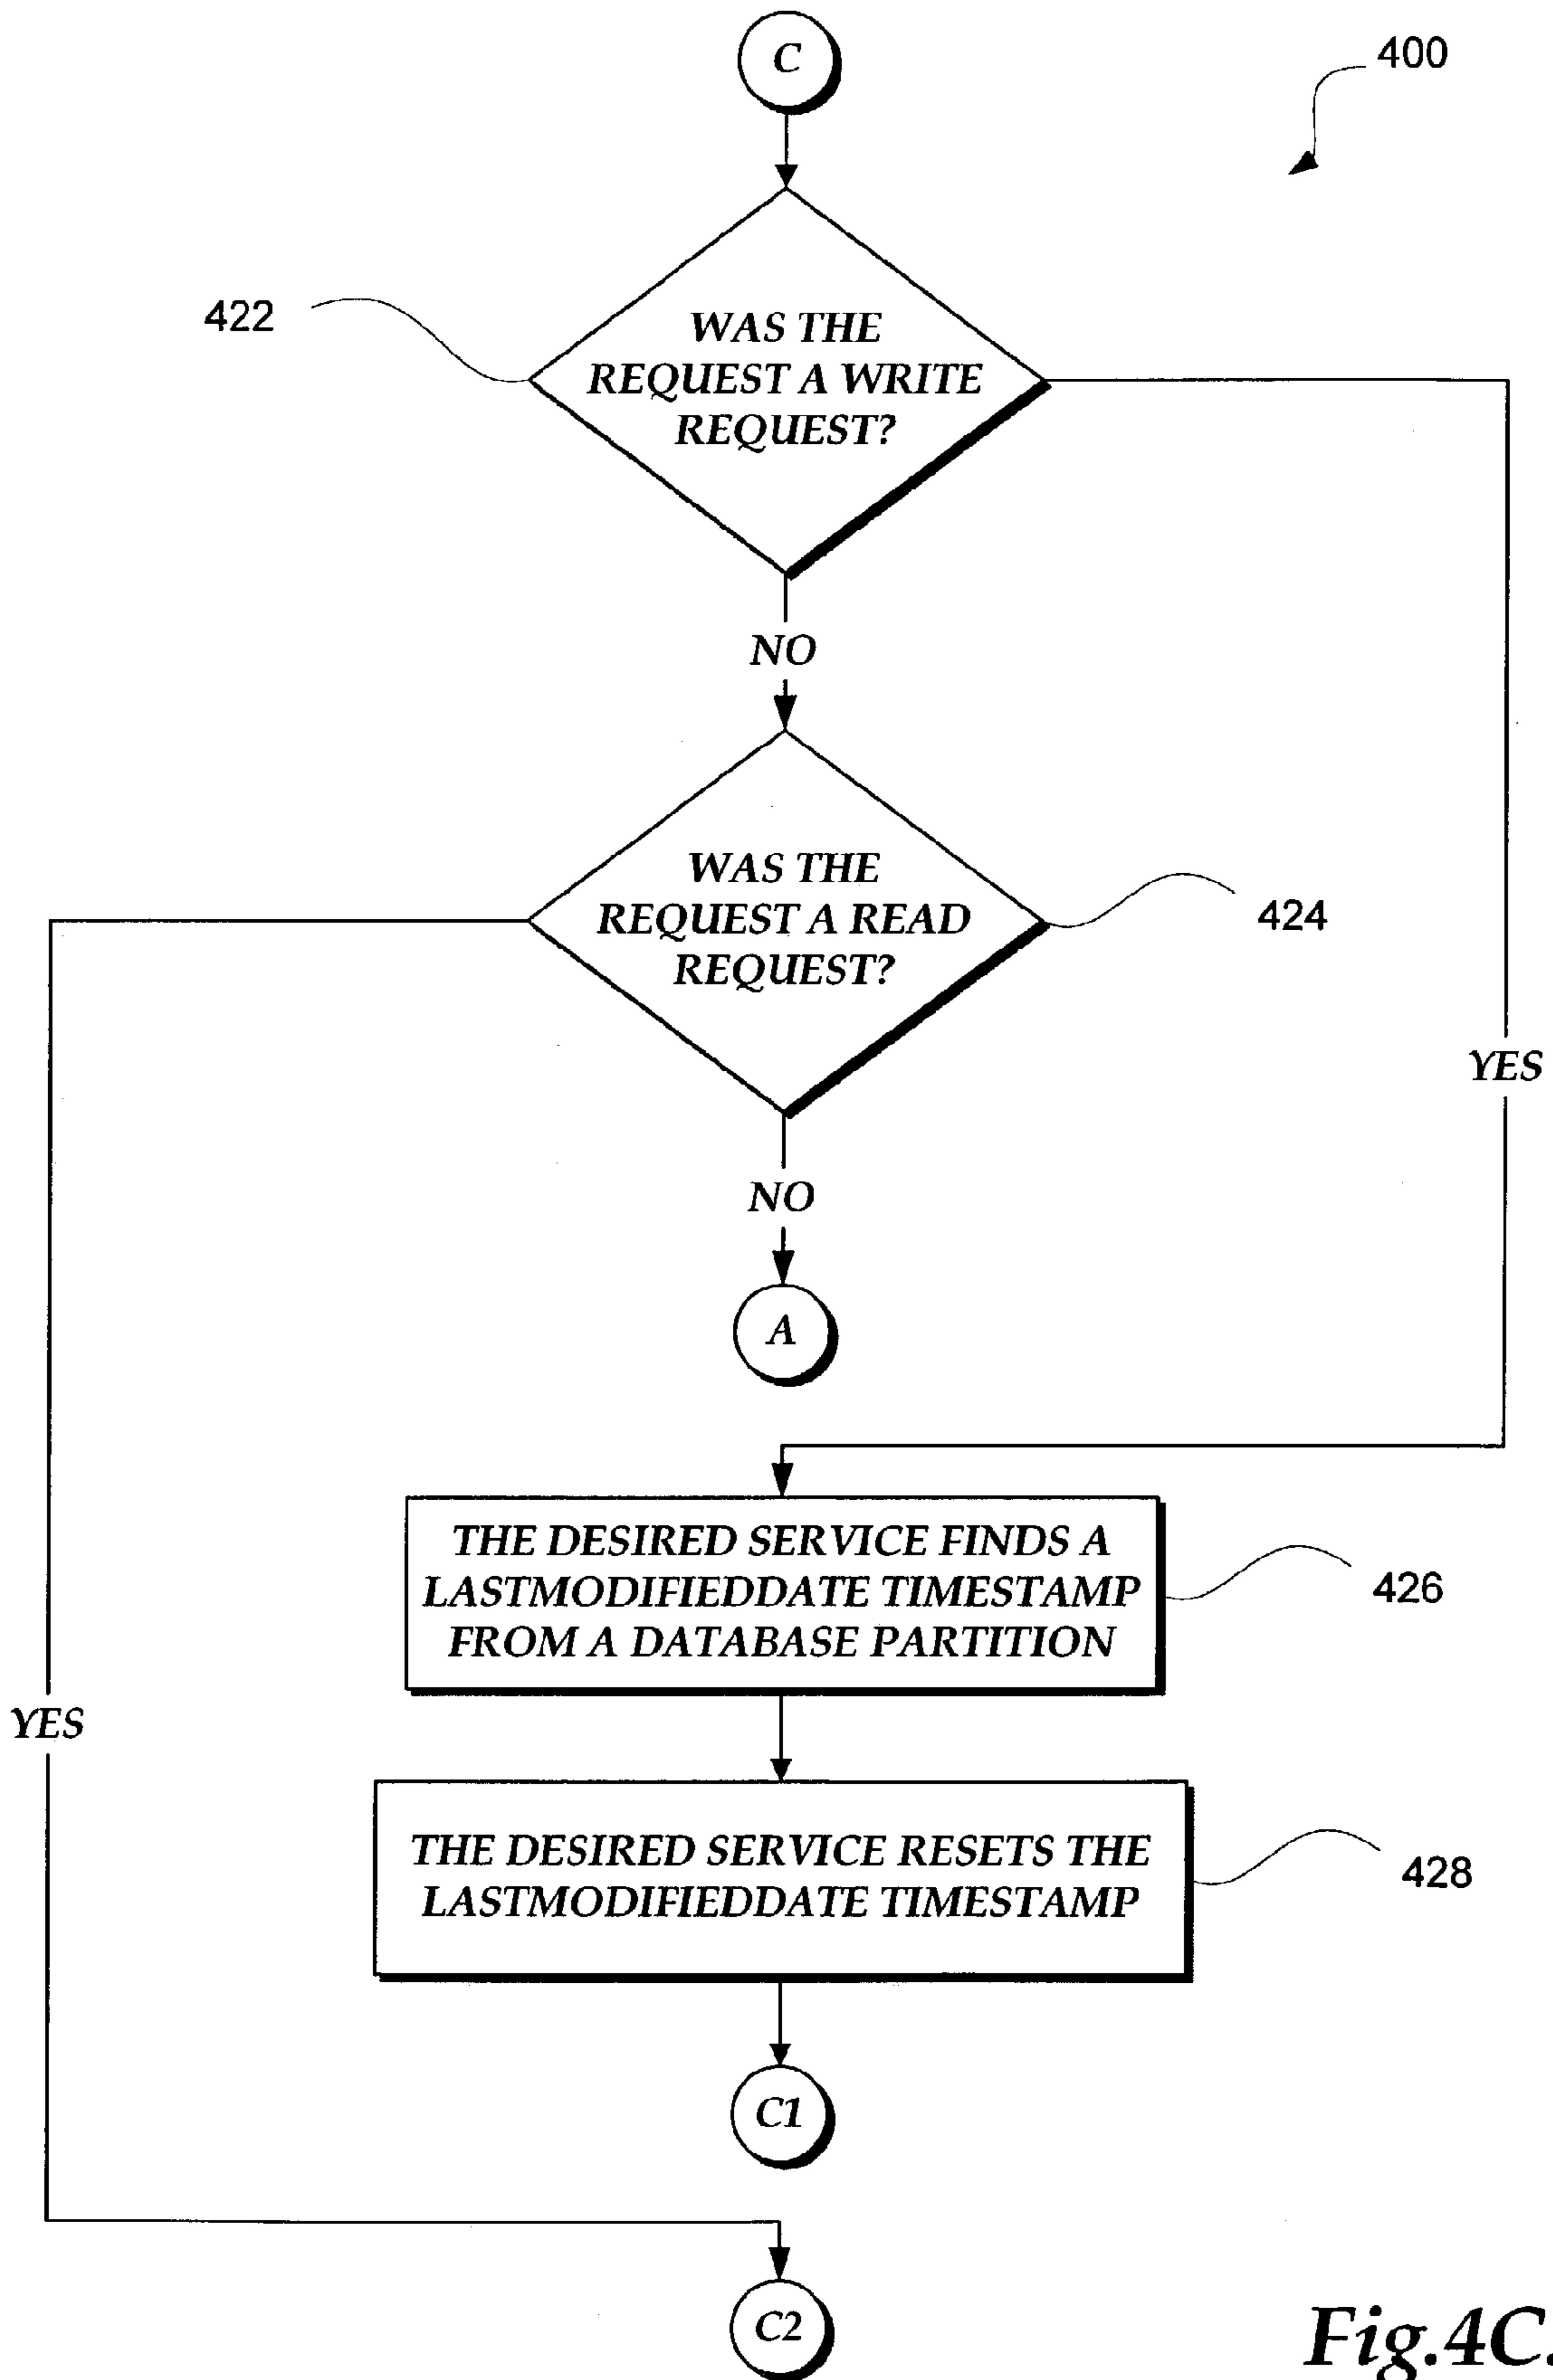 C
400
422
WAS THE
REQUEST A WRITE
REQUEST?
NO
WAS THE
REQUEST A READ
REQUEST?
424
YES
NO
A
THE DESIRED SERVICE FINDS A
LASTMODIFIEDDATE TIMESTAMP
FROM A DATABASE PARTITION
426
YES
THE DESIRED SERVICE RESETS THE
LASTMODIFIEDDATE TIMESTAMP
428
C1
C2
Fig.4C.